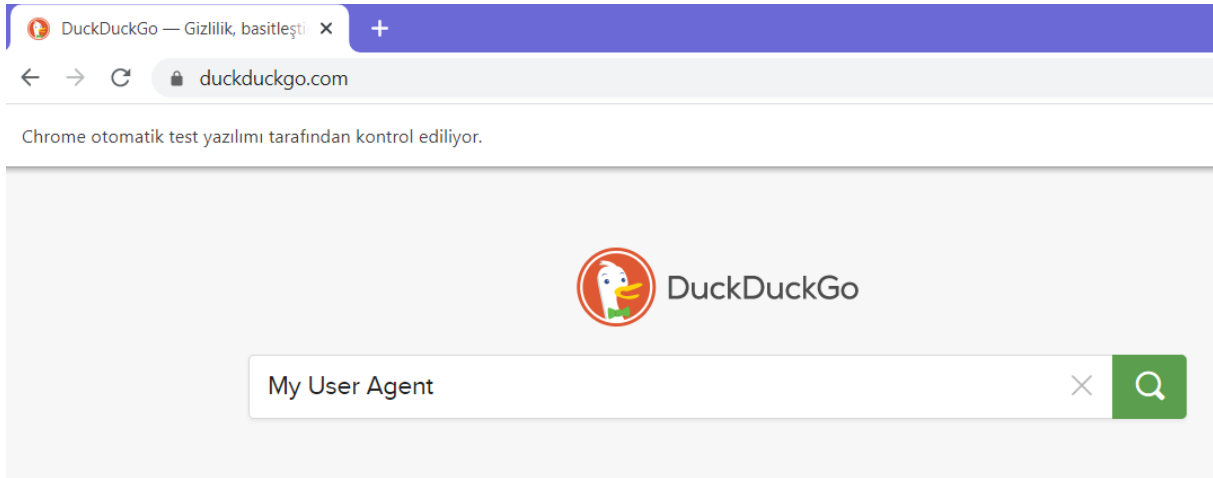 DuckDuckGo — Gizlilik, basitleşti
duckduckgo.com
Chrome otomatik test yazılımı tarafından kontrol ediliyor.
DuckDuckGo
My User Agent